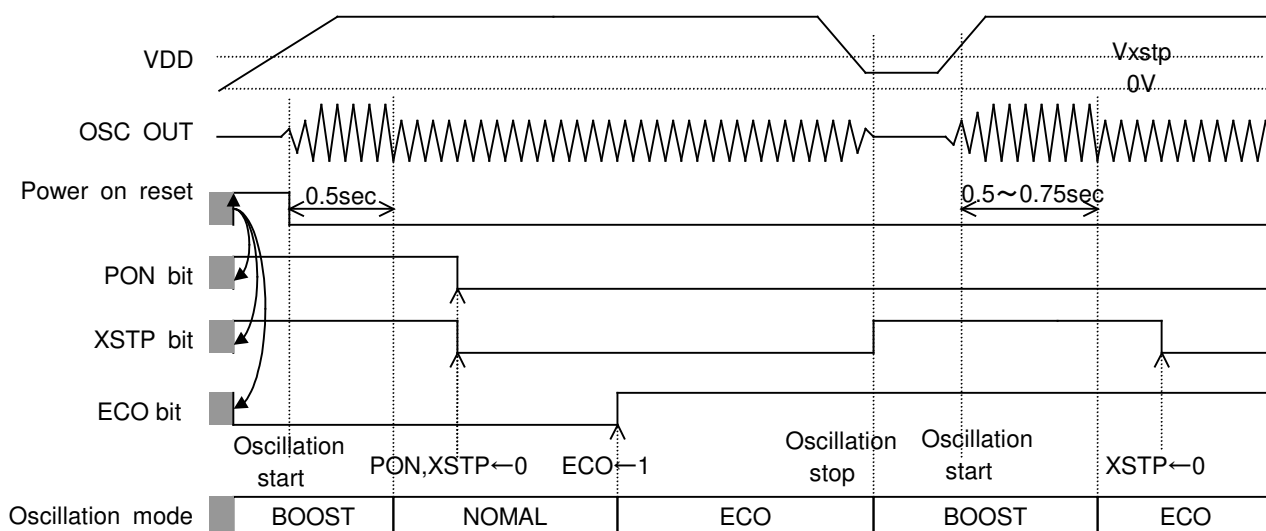 VDD
Vxstp
0V
OSC OUT
Power on reset
0.5sec
0.5～0.75sec
PON bit
XSTP bit
ECO bit
Oscillation
start
PON,XSTP←0
ECO←1
Oscillation
stop
Oscillation
start
XSTP←0
Oscillation mode
BOOST
NOMAL
ECO
BOOST
ECO